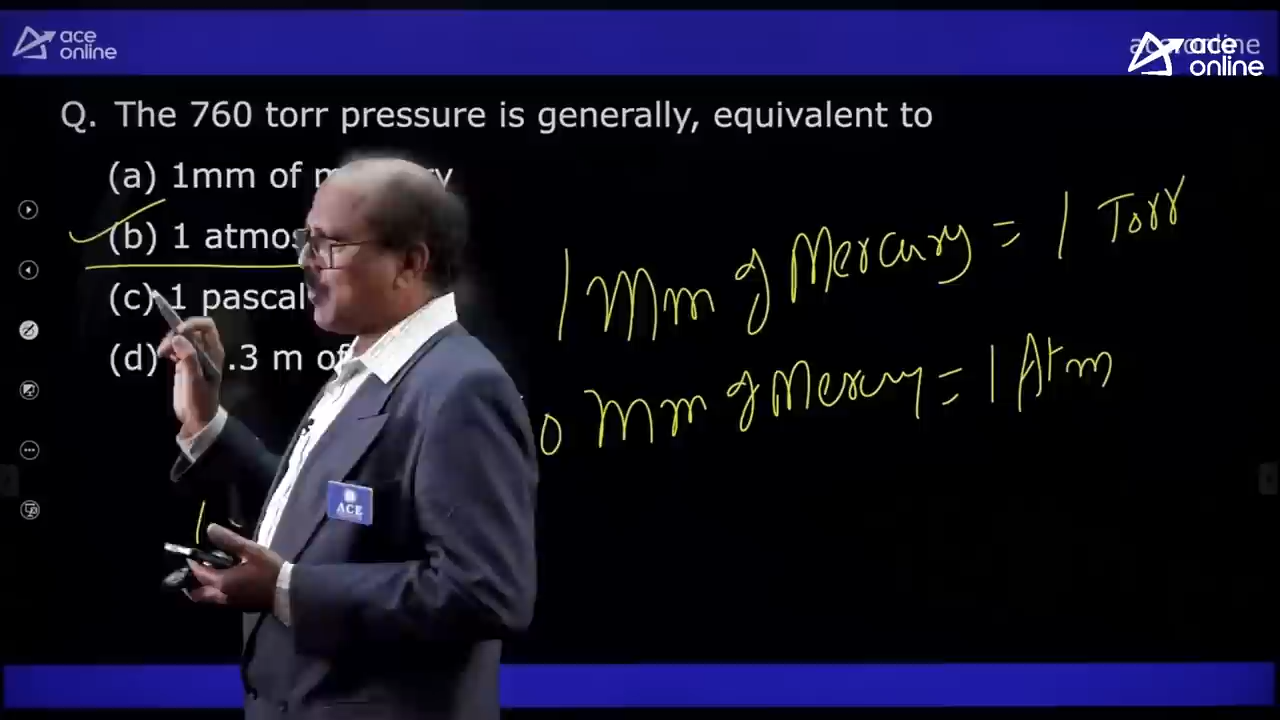 ace
online
ace
online
Q. The 760 torr pressure is generally, equivalent to
(a) 1mm of
(b) 1
(c) 1 pascal
(d) .3 m of
1 Mm of Mercury = 1 Torr
0 Mm of Mercury = 1 Atm
ACE